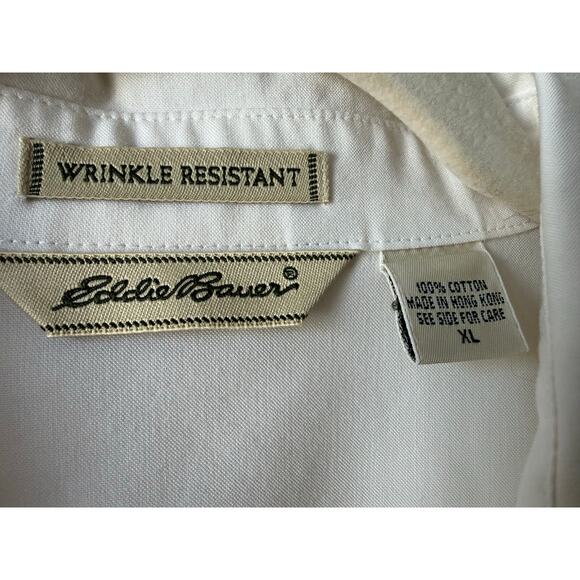 WRINKLE RESISTANT
Eddie Bauer®
100% COTTON
MADE IN HONG KONG
SEE SIDE FOR CARE
XL